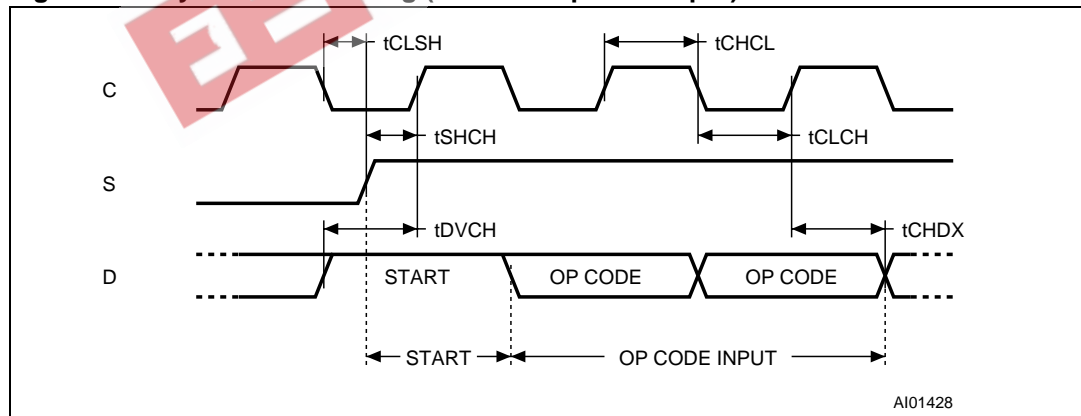 tCLSH
tCHCL
C
tSHCH
tCLCH
S
tDVCH
tCHDX
D
START
OP CODE
OP CODE
START
OP CODE INPUT
AI01428